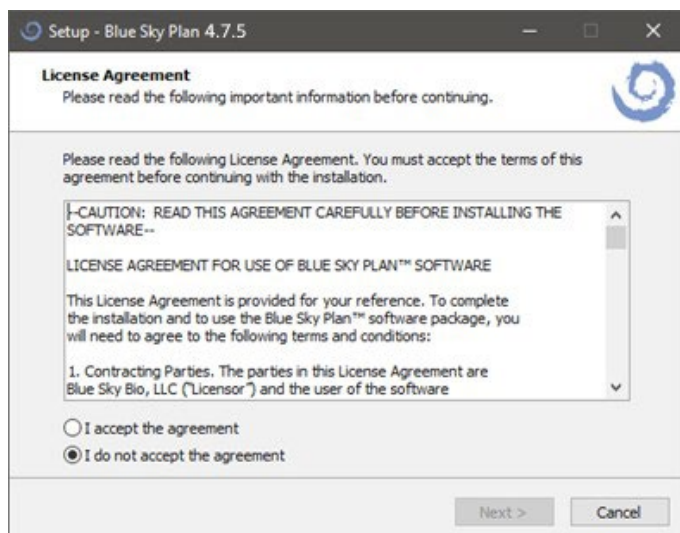 Setup - Blue Sky Plan 4.7.5
License Agreement
Please read the following important information before continuing.
Please read the following License Agreement. You must accept the terms of this
agreement before continuing with the installation.
--CAUTION: READ THIS AGREEMENT CAREFULLY BEFORE INSTALLING THE
SOFTWARE--
LICENSE AGREEMENT FOR USE OF BLUE SKY PLAN™ SOFTWARE
This License Agreement is provided for your reference. To complete
the installation and to use the Blue Sky Plan™ software package, you
will need to agree to the following terms and conditions:
1. Contracting Parties. The parties in this License Agreement are
Blue Sky Bio, LLC ("Licensor") and the user of the software
I accept the agreement
I do not accept the agreement
Next >
Cancel